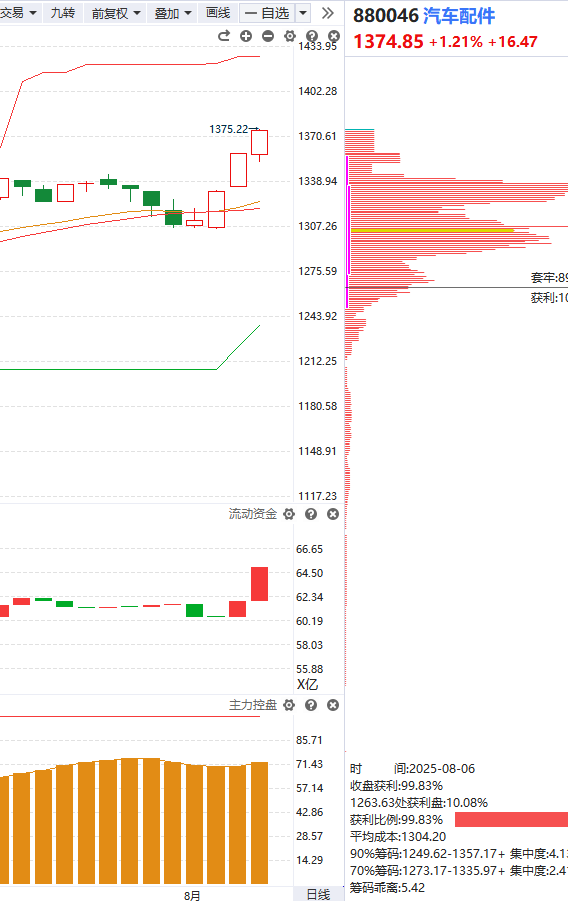 交易 九转 前复权 叠加 画线 一 自选
880046 汽车配件
1374.85 +1.21% +16.47
1433.95
1402.28
1375.22
1370.61
1338.94
1307.26
1275.59
套牢:89
获利:10
1243.92
1212.25
1180.58
1148.91
1117.23
流动资金
66.65
64.50
62.34
60.19
58.03
55.88
X亿
主力控盘
85.71
71.43
57.14
42.86
28.57
14.29
8月
日线
时 间:2025-08-06
收盘获利:99.83%
1263.63处获利盘:10.08%
获利比例:99.83%
平均成本:1304.20
90%筹码:1249.62-1357.17+ 集中度:4.13
70%筹码:1273.17-1335.97+ 集中度:2.4
筹码乖离:5.42